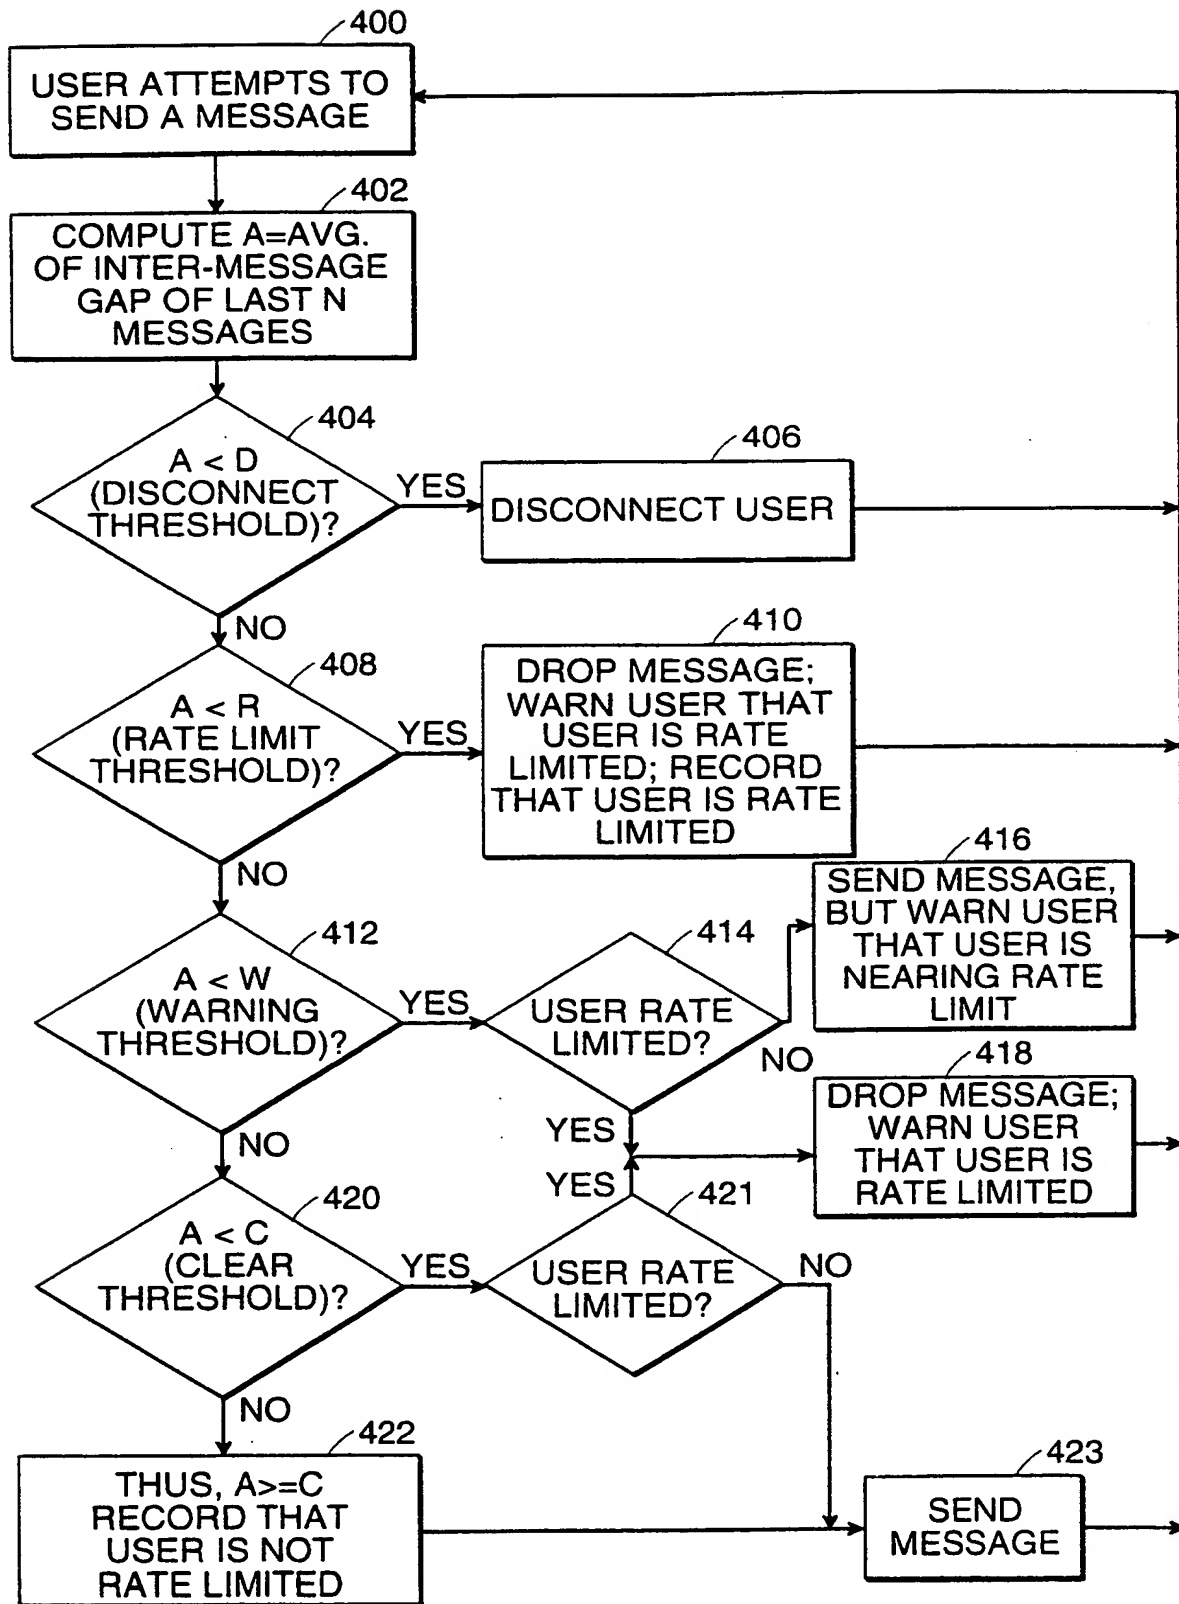 400
USER ATTEMPTS TO
SEND A MESSAGE
402
COMPUTE A=AVG.
OF INTER-MESSAGE
GAP OF LAST N
MESSAGES
404
A < D
(DISCONNECT
THRESHOLD)?
YES
NO
406
DISCONNECT USER
408
A < R
(RATE LIMIT
THRESHOLD)?
YES
NO
410
DROP MESSAGE;
WARN USER THAT
USER IS RATE
LIMITED; RECORD
THAT USER IS RATE
LIMITED
412
A < W
(WARNING
THRESHOLD)?
YES
NO
414
USER RATE
LIMITED?
NO
YES
416
SEND MESSAGE,
BUT WARN USER
THAT USER IS
NEARING RATE
LIMIT
418
DROP MESSAGE;
WARN USER
THAT USER IS
RATE LIMITED
420
A < C
(CLEAR
THRESHOLD)?
YES
NO
YES
421
USER RATE
LIMITED?
NO
422
THUS, A>=C
RECORD THAT
USER IS NOT
RATE LIMITED
423
SEND
MESSAGE